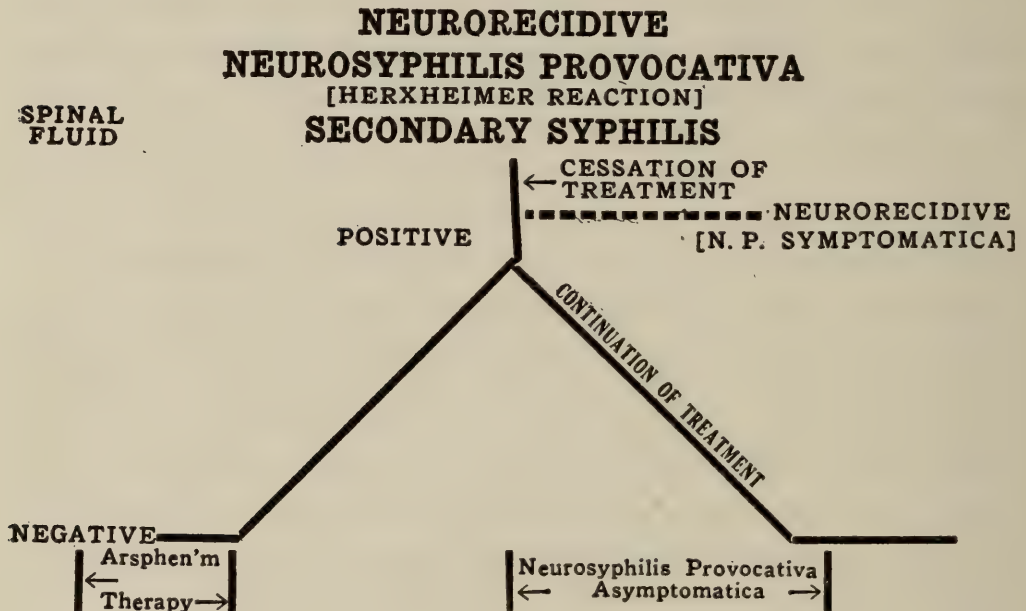 NEURORECIDIVE
NEUROSYPHILIS PROVOCATIVA
[HERXHEIMER REACTION]
SECONDARY SYPHILIS
SPINAL
FLUID
← CESSATION OF
TREATMENT
NEURORECIDIVE
[N. P. SYMPTOMATICA]
POSITIVE
CONTINUATION OF TREATMENT
NEGATIVE
Arsphen'm
←
Therapy→
Neurosyphilis Provocativa
← Asymptomatica →